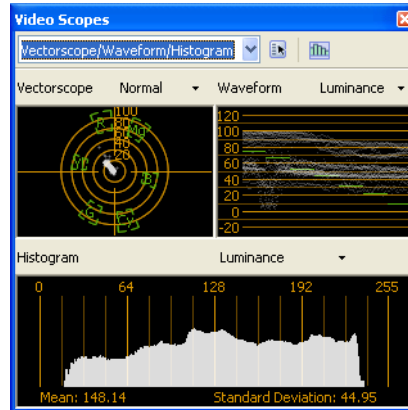 Video Scopes
Vectorscope/Waveform/Histogram
Vectorscope Normal Waveform Luminance
100
80
60
40
20
R Mg B Cy G Yl
120
100
80
60
40
20
0
-20
Histogram Luminance
0 64 128 192 255
Mean: 148.14 Standard Deviation: 44.95